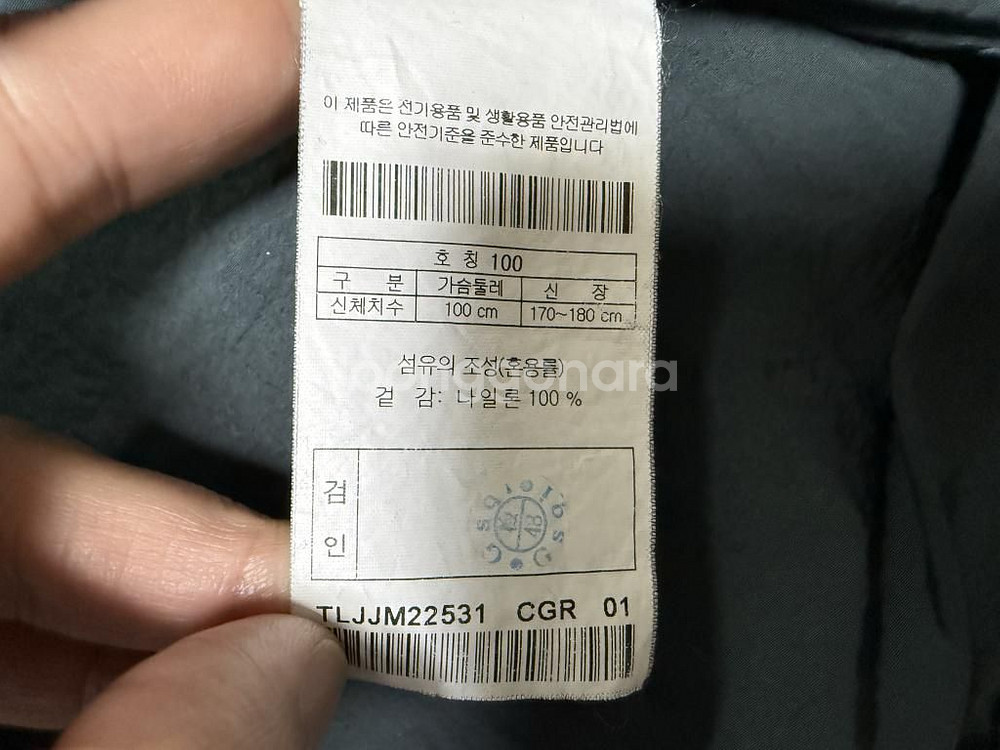 이 제품은 전기용품 및 생활용품 안전관리법에
따른 안전기준을 준수한 제품입니다
호 칭 100
구 분 가슴둘레 신 장
신체치수 100 cm 170~180 cm
섬유의 조성(혼용률)
joonggonara
겉 감: 나일론 100 %
검
인
TLJJM22531 CGR 01